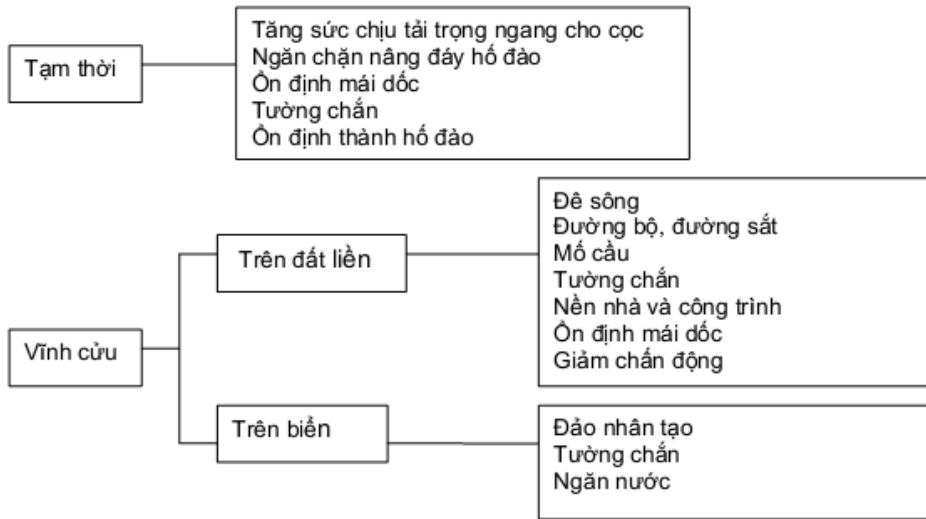 Tạm thời
Tăng sức chịu tải trọng ngang cho cọc
Ngăn chặn nâng đáy hố đào
Ổn định mái dốc
Tường chắn
Ổn định thành hố đào
Vĩnh cửu
Trên đất liền
Đê sông
Đường bộ, đường sắt
Mố cầu
Tường chắn
Nền nhà và công trình
Ổn định mái dốc
Giảm chấn động
Trên biển
Đảo nhân tạo
Tường chắn
Ngăn nước